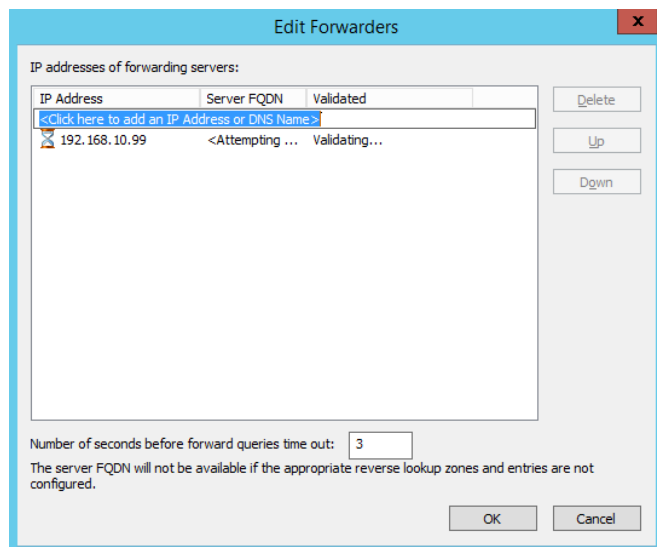 Edit Forwarders
x
IP addresses of forwarding servers:
IP Address Server FQDN Validated
<Click here to add an IP Address or DNS Name>
192.168.10.99 <Attempting ... Validating...
Delete
Up
Down
Number of seconds before forward queries time out: 3
The server FQDN will not be available if the appropriate reverse lookup zones and entries are not
configured.
OK Cancel